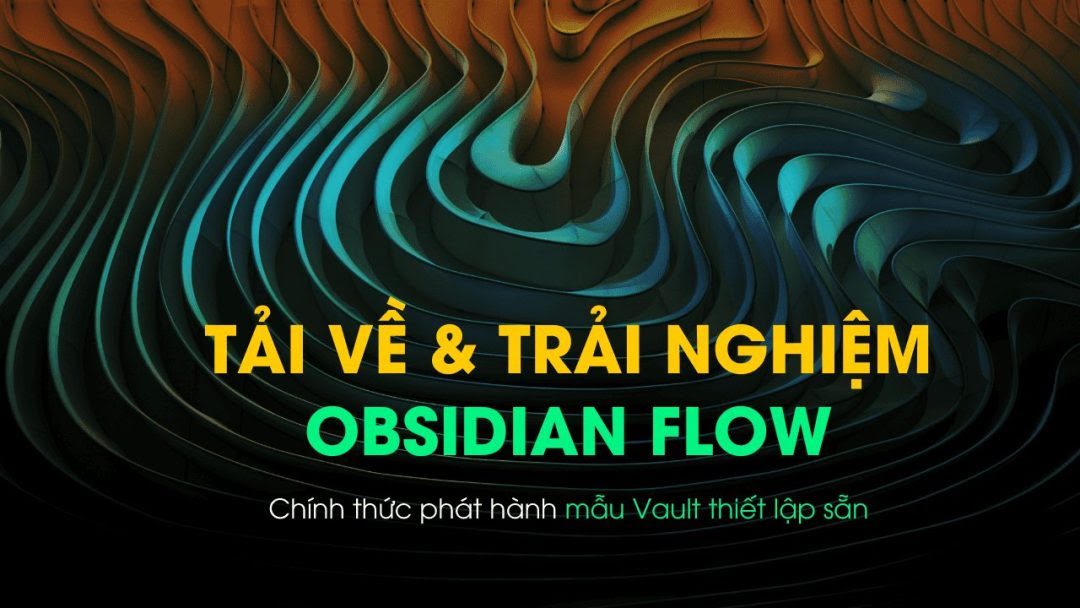 TẢI VỀ & TRẢI NGHIỆM
OBSIDIAN FLOW
Chính thức phát hành mẫu Vault thiết lập sẵn